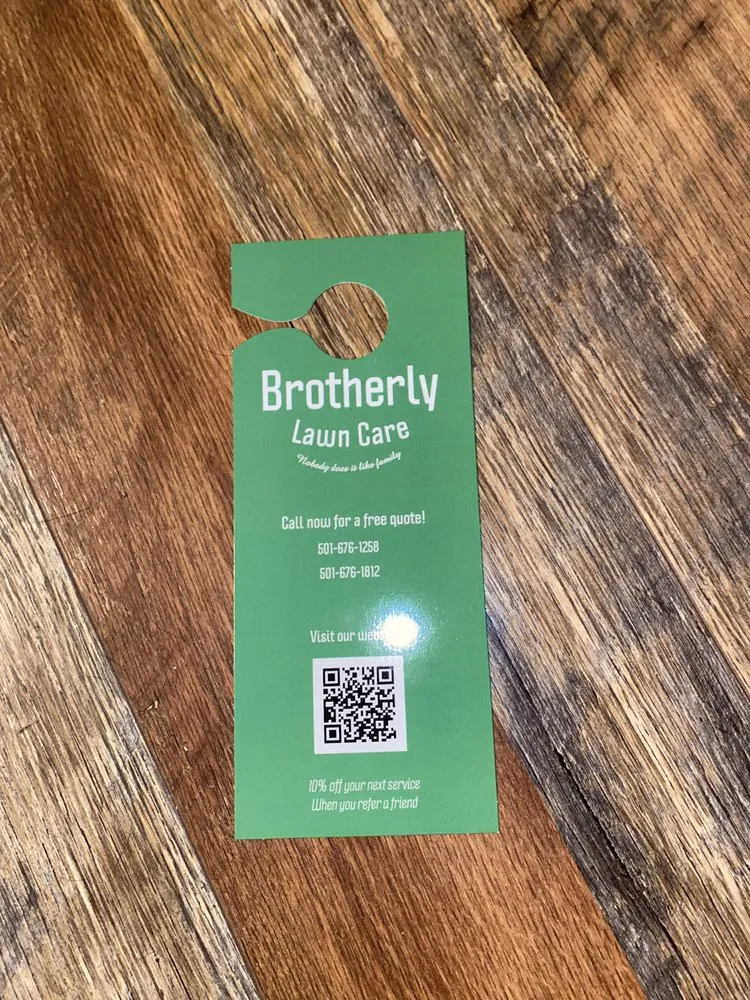 Brotherly
Lawn Care
Nobody does it like family
Call now for a free quote!
501-676-1258
501-676-1812
Visit our
10% off your next service
When you refer a friend